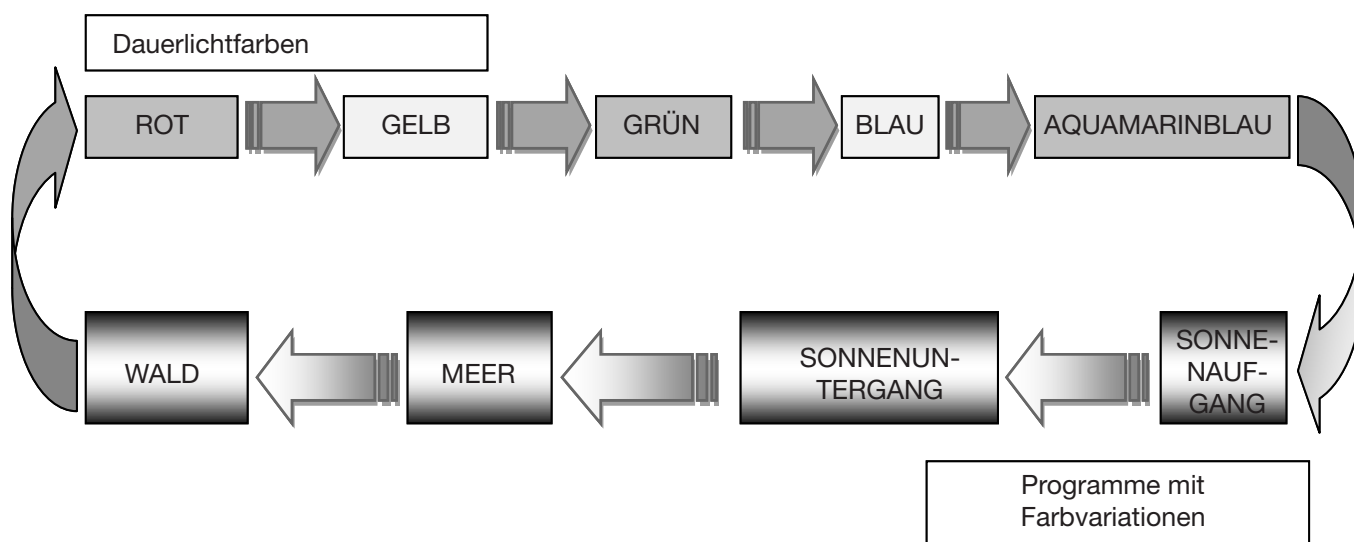 Dauerlichtfarben
ROT
GELB
GRÜN
BLAU
AQUAMARINBLAU
WALD
MEER
SONNENUN-
TERGANG
SONNE-
NAUF-
GANG
Programme mit
Farbvariationen